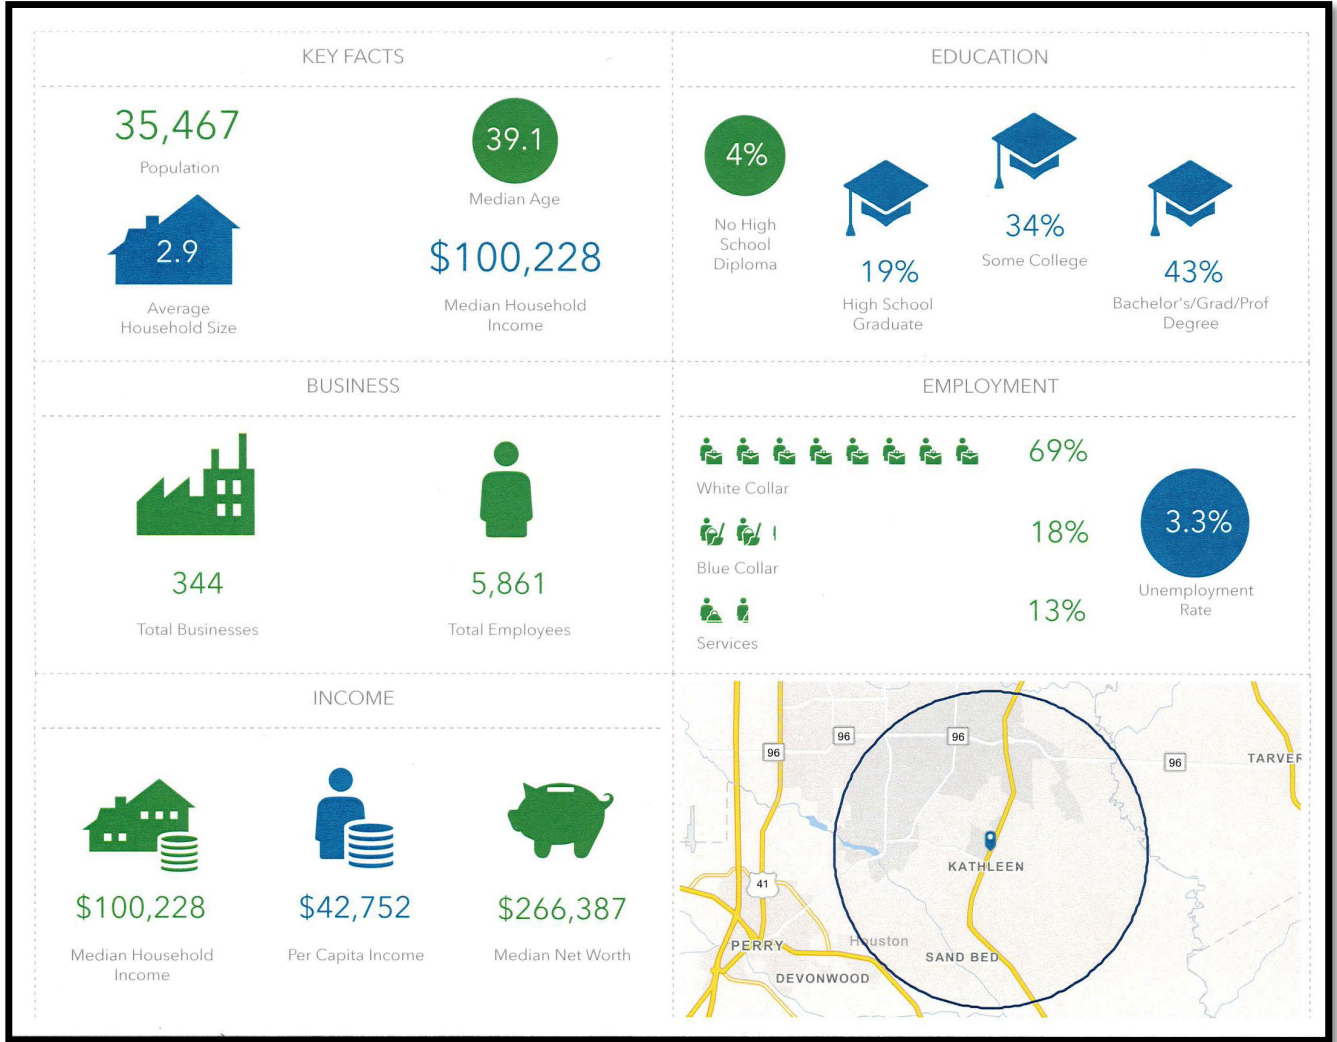 KEY FACTS
35,467
Population
39.1
Median Age
2.9
Average
Household Size
$100,228
Median Household
Income
EDUCATION
4%
No High
School
Diploma
19%
High School
Graduate
34%
Some College
43%
Bachelor's/Grad/Prof
Degree
BUSINESS
344
Total Businesses
5,861
Total Employees
EMPLOYMENT
69%
White Collar
18%
Blue Collar
13%
Services
3.3%
Unemployment
Rate
INCOME
$100,228
Median Household
Income
$42,752
Per Capita Income
$266,387
Median Net Worth
96
96
96
96
TARVER
KATHLEEN
41
PERRY
Houston
SAND BED
DEVONWOOD